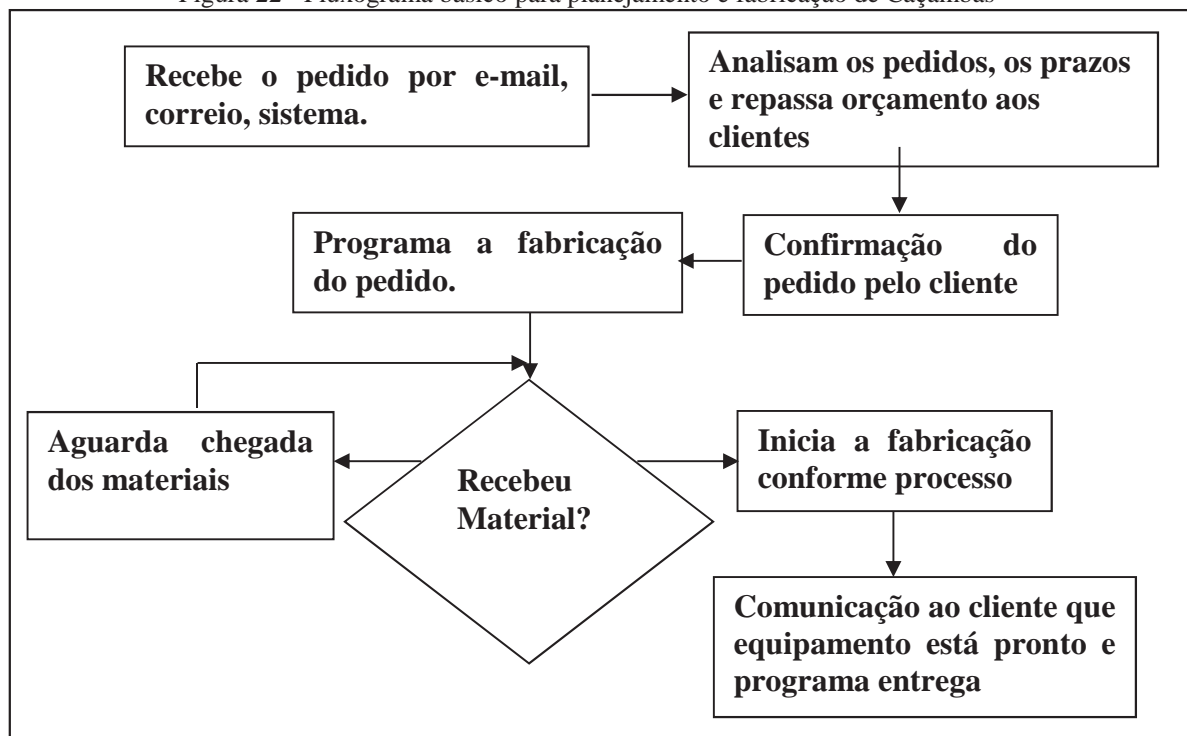 Figura 22 - Fluxograma básico para planejamento e fabricação de Caçambas
Recebe o pedido por e-mail,
correio, sistema.
Analisam os pedidos, os prazos
e repassa orçamento aos
clientes
Programa a fabricação
do pedido.
Confirmação do
pedido pelo cliente
Aguarda chegada
dos materiais
Recebeu
Material?
Inicia a fabricação
conforme processo
Comunicação ao cliente que
equipamento está pronto e
programa entrega